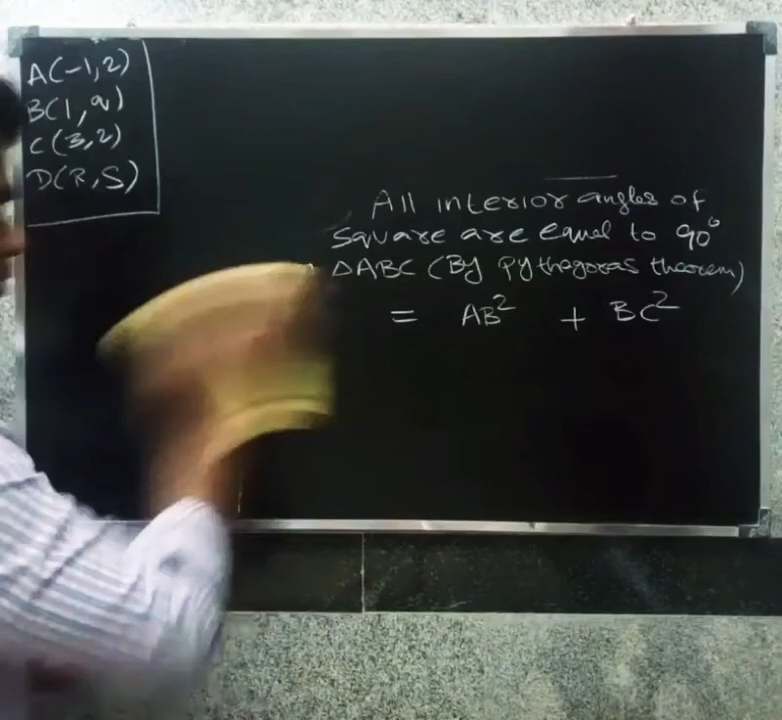 A(-1,2)
B(1,a)
C(3,2)
D(R,S)
All interior angles of
square are equal to 90°
△ABC (By Pythagoras theorem)
= AB² + BC²